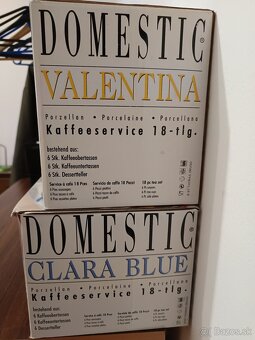 DOMESTIC®
VALENTINA
Porzellan • Porcelaine • Porcelana
Kaffeeservice 18-tlg.
bestehend aus:
6 Stk. Kaffeeobertassen
6 Stk. Kaffeeuntertassen
6 Stk. Dessertteller
Service à café 18 Pces
Servicio de café 18 Pezas
18 pc tea set
DOMESTIC®
CLARA BLUE
Porzellan • Porcelaine • Porcelana
Kaffeeservice 18-tlg.
bestehend aus:
6 Kaffeeobertassen
6 Kaffeeuntertassen
6 Dessertteller
bazar.sk